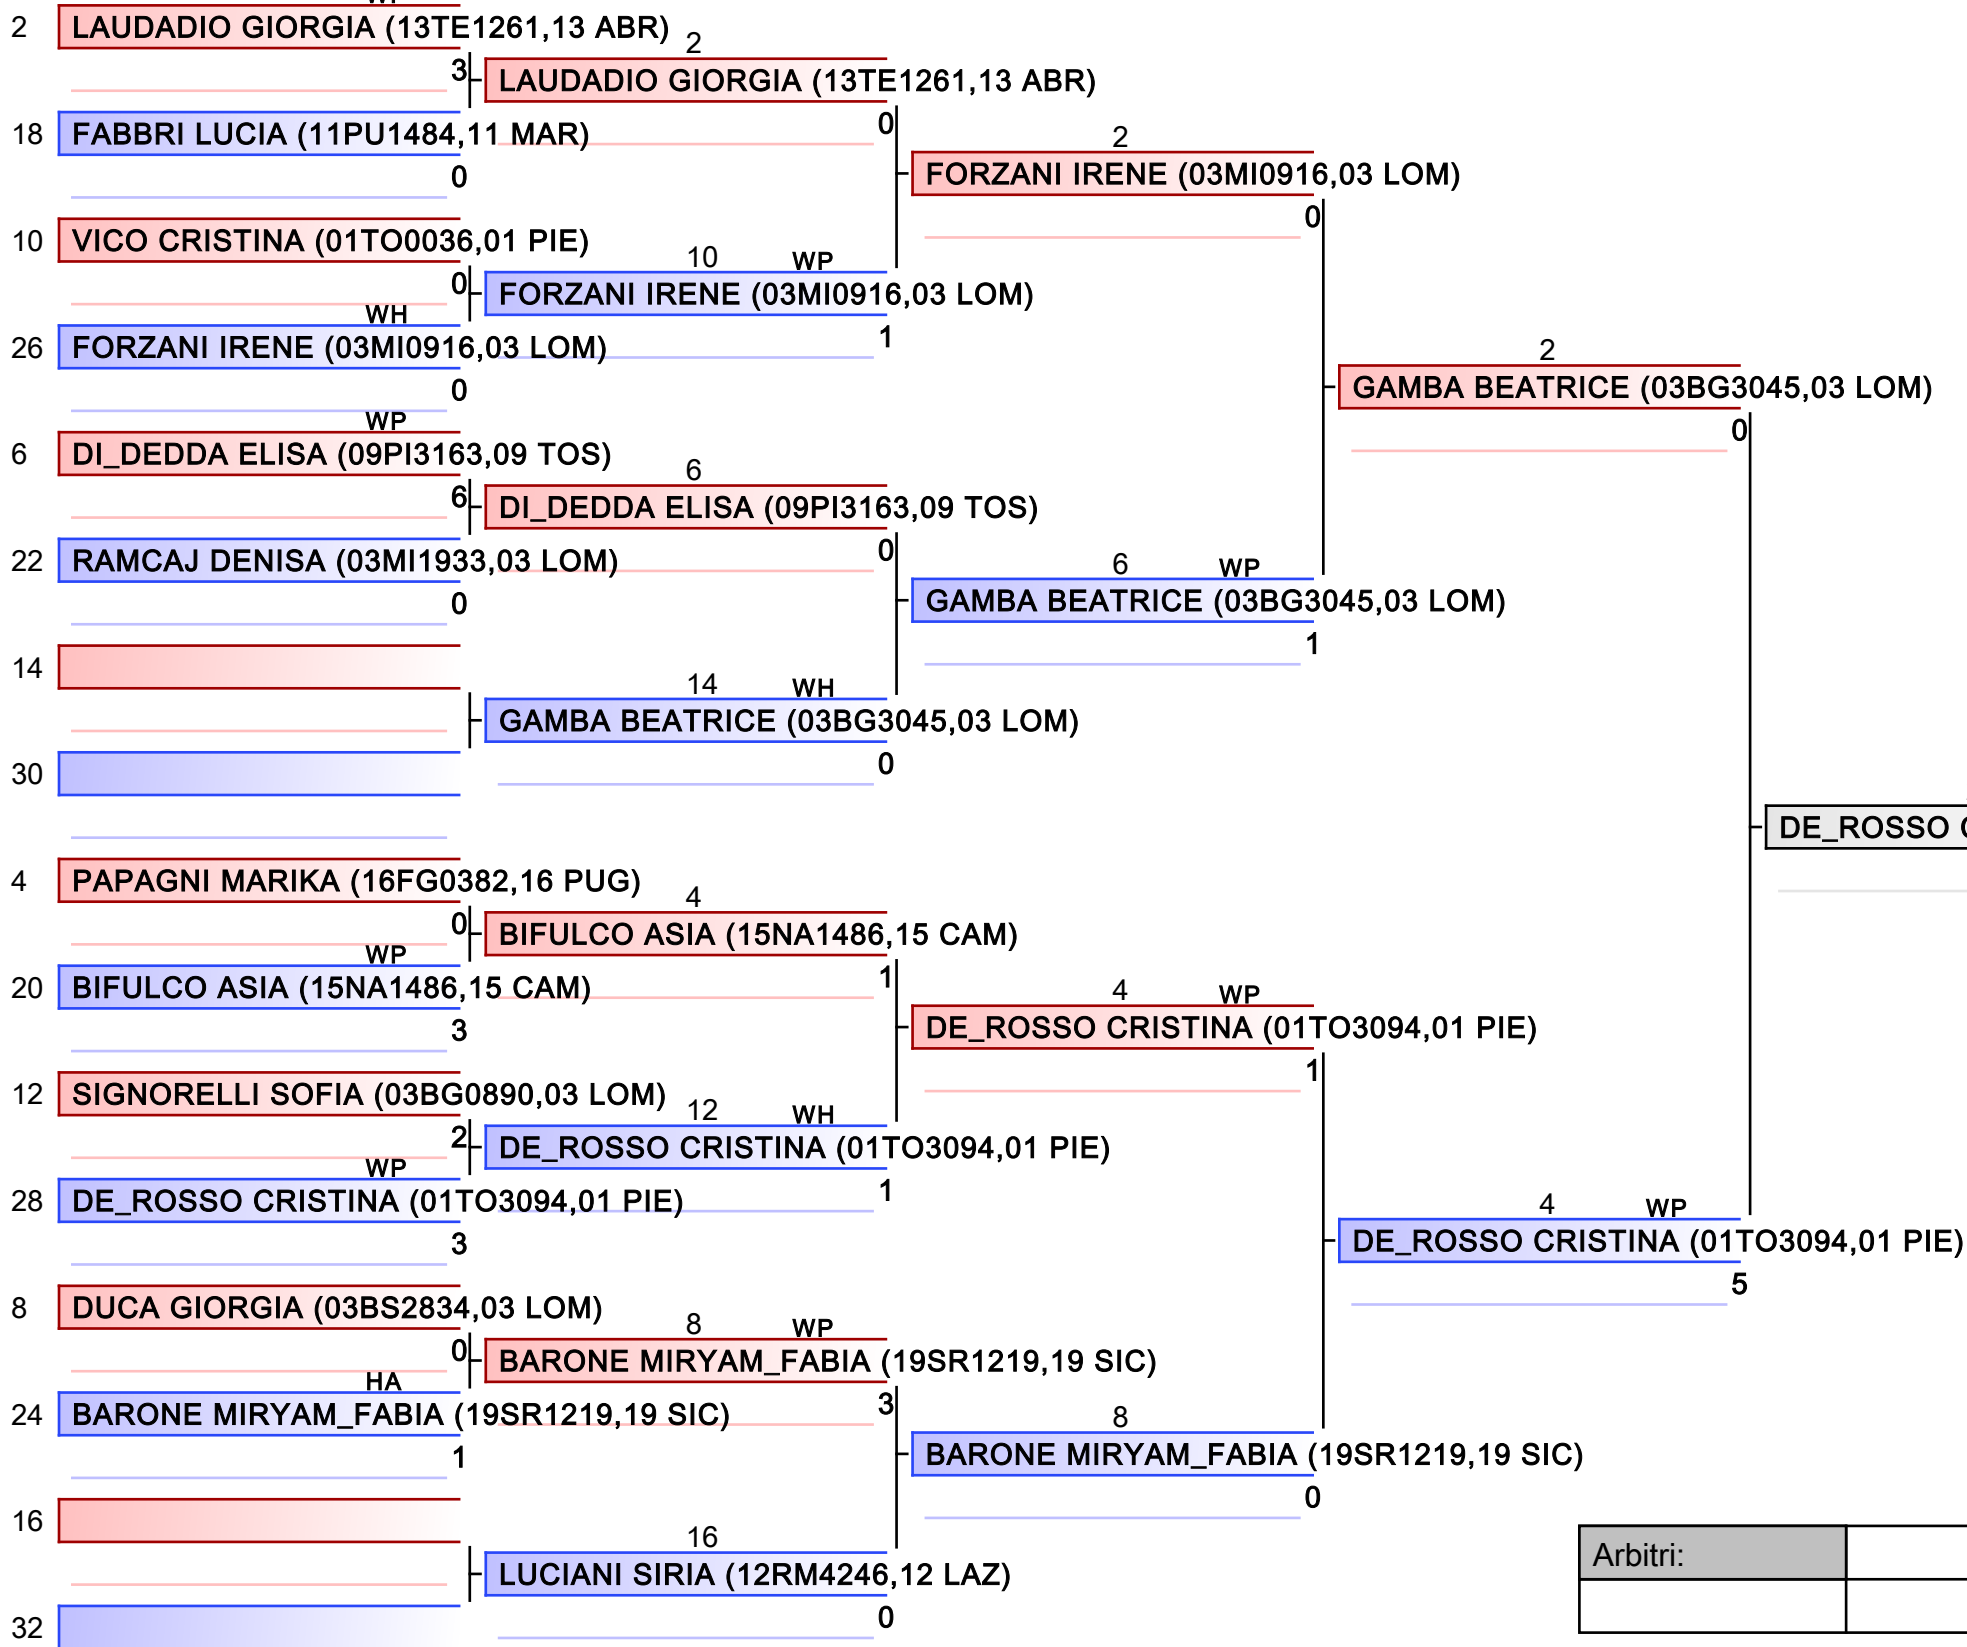 2 LAUDADIO GIORGIA (13TE1261,13 ABR)
3
18 FABBRI LUCIA (11PU1484,11 MAR)
0
10 VICO CRISTINA (01TO0036,01 PIE)
0
WH
26 FORZANI IRENE (03MI0916,03 LOM)
0
WP
6 DI_DEDDA ELISA (09PI3163,09 TOS)
6
22 RAMCAJ DENISA (03MI1933,03 LOM)
0
14
30
4 PAPAGNI MARIKA (16FG0382,16 PUG)
0
WP
20 BIFULCO ASIA (15NA1486,15 CAM)
3
12 SIGNORELLI SOFIA (03BG0890,03 LOM)
2
WP
28 DE_ROSSO CRISTINA (01TO3094,01 PIE)
3
8 DUCA GIORGIA (03BS2834,03 LOM)
0
HA
24 BARONE MIRYAM_FABIA (19SR1219,19 SIC)
1
16
32
2
LAUDADIO GIORGIA (13TE1261,13 ABR)
0
10 WP
FORZANI IRENE (03MI0916,03 LOM)
1
6
DI_DEDDA ELISA (09PI3163,09 TOS)
0
14 WH
GAMBA BEATRICE (03BG3045,03 LOM)
0
4
BIFULCO ASIA (15NA1486,15 CAM)
1
12 WH
DE_ROSSO CRISTINA (01TO3094,01 PIE)
1
8 WP
BARONE MIRYAM_FABIA (19SR1219,19 SIC)
3
16
LUCIANI SIRIA (12RM4246,12 LAZ)
0
2
FORZANI IRENE (03MI0916,03 LOM)
0
6 WP
GAMBA BEATRICE (03BG3045,03 LOM)
1
4 WP
DE_ROSSO CRISTINA (01TO3094,01 PIE)
1
8
BARONE MIRYAM_FABIA (19SR1219,19 SIC)
0
2
GAMBA BEATRICE (03BG3045,03 LOM)
0
4 WP
DE_ROSSO CRISTINA (01TO3094,01 PIE)
5
DE_ROSSO
Arbitri: